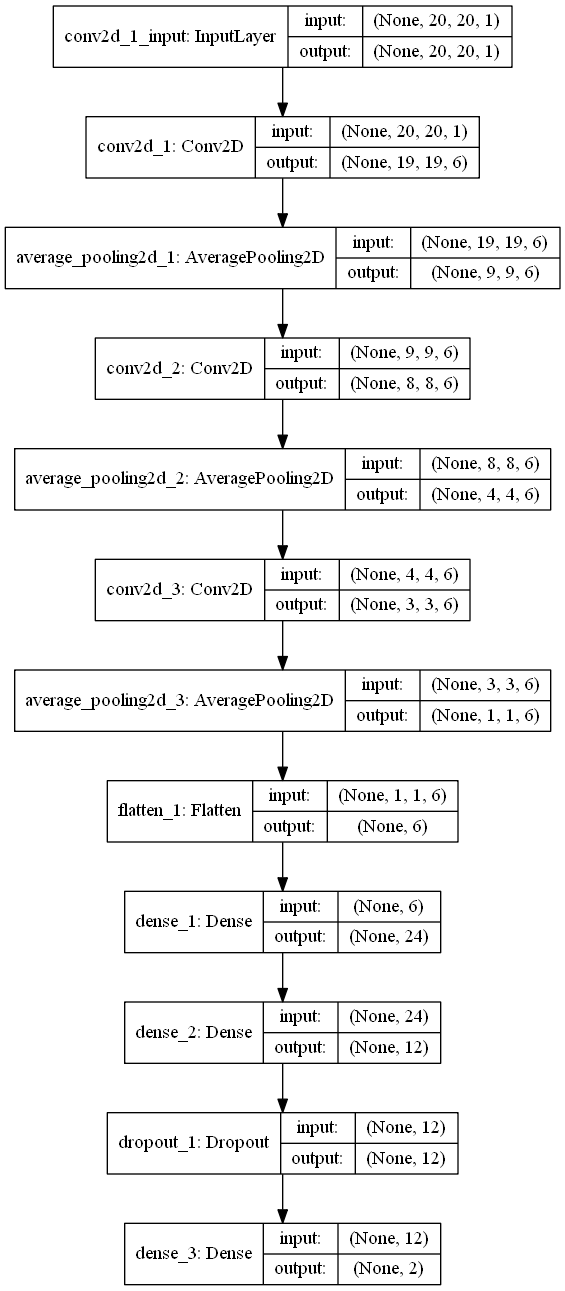 conv2d_1_input: InputLayer
input: (None, 20, 20, 1)
output: (None, 20, 20, 1)
conv2d_1: Conv2D
input: (None, 20, 20, 1)
output: (None, 19, 19, 6)
average_pooling2d_1: AveragePooling2D
input: (None, 19, 19, 6)
output: (None, 9, 9, 6)
conv2d_2: Conv2D
input: (None, 9, 9, 6)
output: (None, 8, 8, 6)
average_pooling2d_2: AveragePooling2D
input: (None, 8, 8, 6)
output: (None, 4, 4, 6)
conv2d_3: Conv2D
input: (None, 4, 4, 6)
output: (None, 3, 3, 6)
average_pooling2d_3: AveragePooling2D
input: (None, 3, 3, 6)
output: (None, 1, 1, 6)
flatten_1: Flatten
input: (None, 1, 1, 6)
output: (None, 6)
dense_1: Dense
input: (None, 6)
output: (None, 24)
dense_2: Dense
input: (None, 24)
output: (None, 12)
dropout_1: Dropout
input: (None, 12)
output: (None, 12)
dense_3: Dense
input: (None, 12)
output: (None, 2)